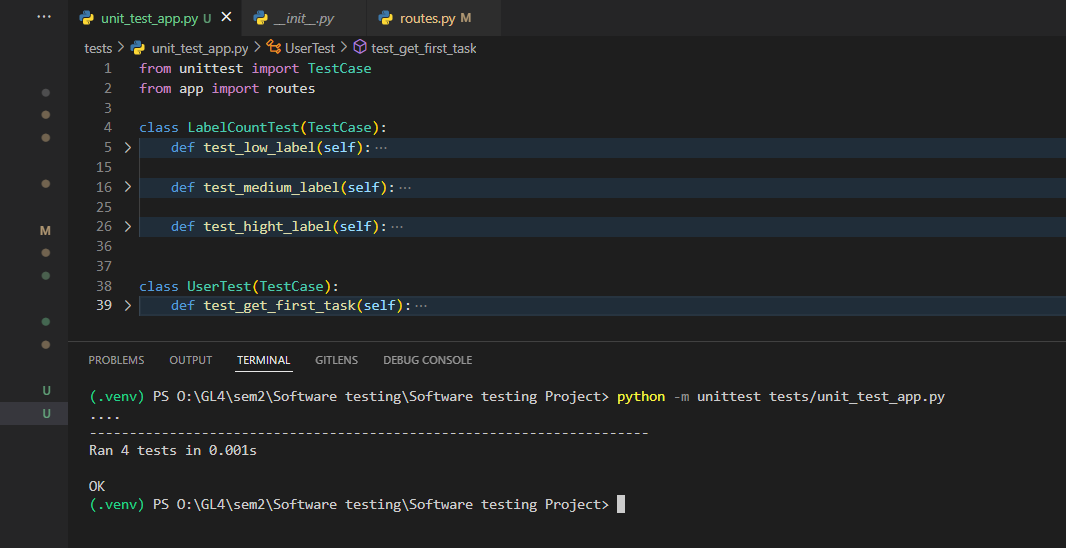 unit_test_app.py U × __init__.py routes.py M
tests > unit_test_app.py > UserTest > test_get_first_task
1 from unittest import TestCase
2 from app import routes
3
4 class LabelCountTest(TestCase):
5 > def test_low_label(self): ···
15
16 > def test_medium_label(self): ···
25
26 > def test_hight_label(self): ···
36
37
38 class UserTest(TestCase):
39 > def test_get_first_task(self): ···
M
U
U
PROBLEMS OUTPUT TERMINAL GITLENS DEBUG CONSOLE
(.venv) PS O:\GL4\sem2\Software testing\Software testing Project> python -m unittest tests/unit_test_app.py
....
----------------------------------------------------------------------
Ran 4 tests in 0.001s
OK
(.venv) PS O:\GL4\sem2\Software testing\Software testing Project>